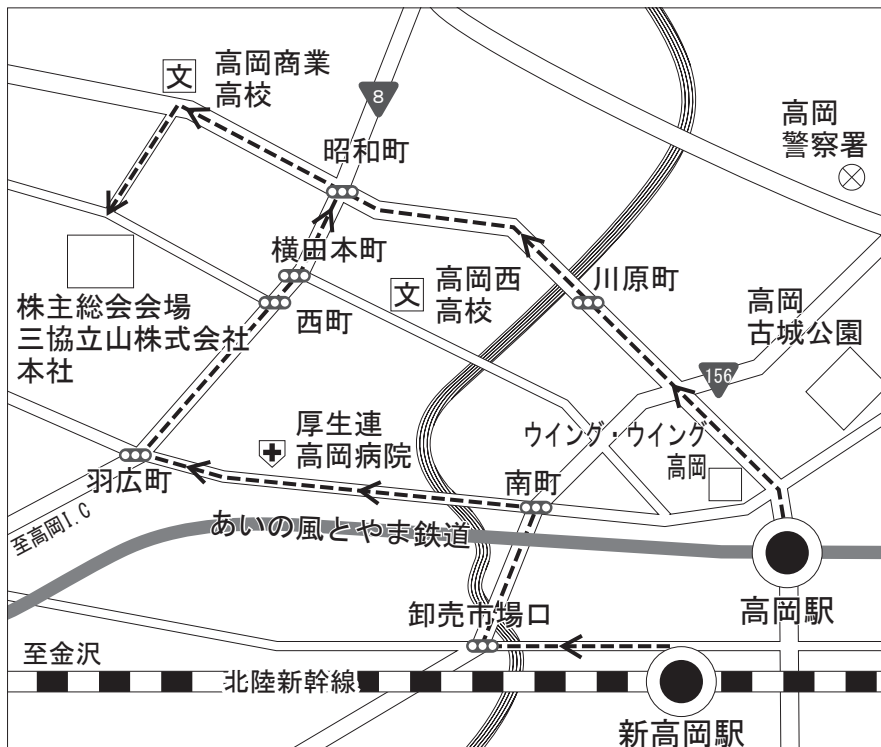 文
高岡商業
高校
8
昭和町
高岡
警察署
横田本町
文
高岡西
高校
川原町
西町
高岡
古城公園
株主総会会場
三協立山株式会社
本社
156
ウイング・ウイング
高岡
厚生連
高岡病院
羽広町
南町
至高岡I.C
あいの風とやま鉄道
卸売市場口
高岡駅
至金沢
北陸新幹線
新高岡駅